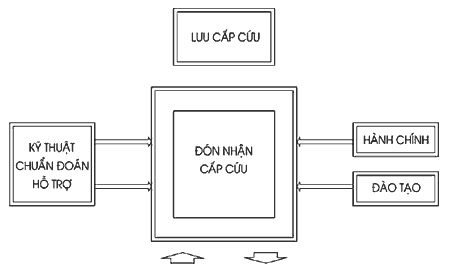 LƯU CẤP CỨU
KỸ THUẬT
CHUẨN ĐOÁN
HỖ TRỢ
ĐÓN NHẬN
CẤP CỨU
HÀNH CHÍNH
ĐÀO TẠO